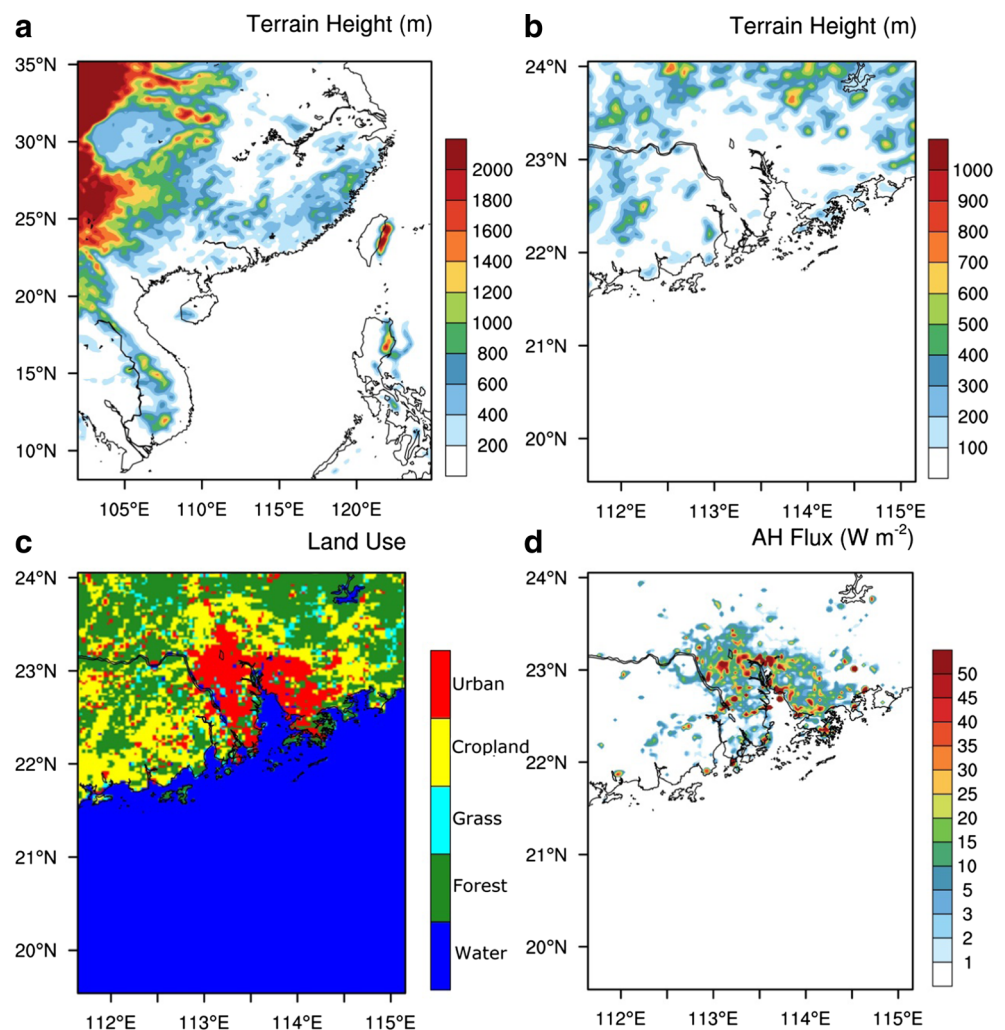 a
Terrain Height (m)
35°N
30°N
25°N
20°N
15°N
10°N
105°E 110°E 115°E 120°E
2000
1800
1600
1400
1200
1000
800
600
400
200
b
Terrain Height (m)
24°N
23°N
22°N
21°N
20°N
112°E 113°E 114°E 115°E
1000
900
800
700
600
500
400
300
200
100
c
Land Use
24°N
23°N
22°N
21°N
20°N
112°E 113°E 114°E 115°E
Urban
Cropland
Grass
Forest
Water
d
AH Flux (W m⁻²)
24°N
23°N
22°N
21°N
20°N
112°E 113°E 114°E 115°E
50
45
40
35
30
25
20
15
10
5
3
2
1